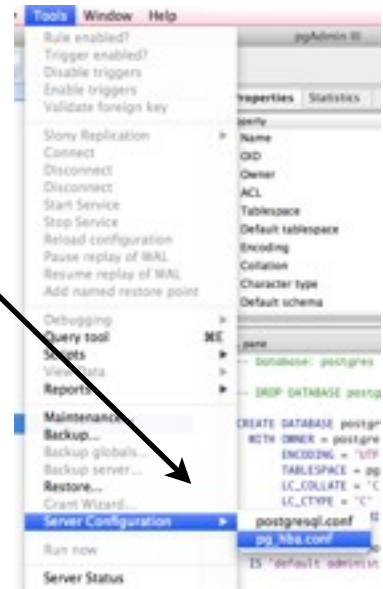 Tools Window Help
pgAdmin III
Rule enabled?
Trigger enabled?
Disable triggers
Enable triggers
Validate foreign key
Slony Replication
Connect
Disconnect
Disconnect
Start Service
Stop Service
Reload configuration
Pause replay of WAL
Resume replay of WAL
Add named restore point
Debugging
Query tool ⌘E
Scripts
View Data
Reports
Maintenance...
Backup...
Backup globals...
Backup server...
Restore...
Grant Wizard...
Server Configuration
Run now
Server Status
postgresql.conf
pg_hba.conf
Properties Statistics
Name
OID
Owner
ACL
Tablespace
Default tablespace
Encoding
Collation
Character type
Default schema
pane
-- Database: postgres
-- DROP DATABASE postg
CREATE DATABASE postgr
WITH OWNER = postgre
ENCODING = 'UTF
TABLESPACE = pg
LC_COLLATE = 'C
LC_CTYPE = 'C'
IS 'default administ